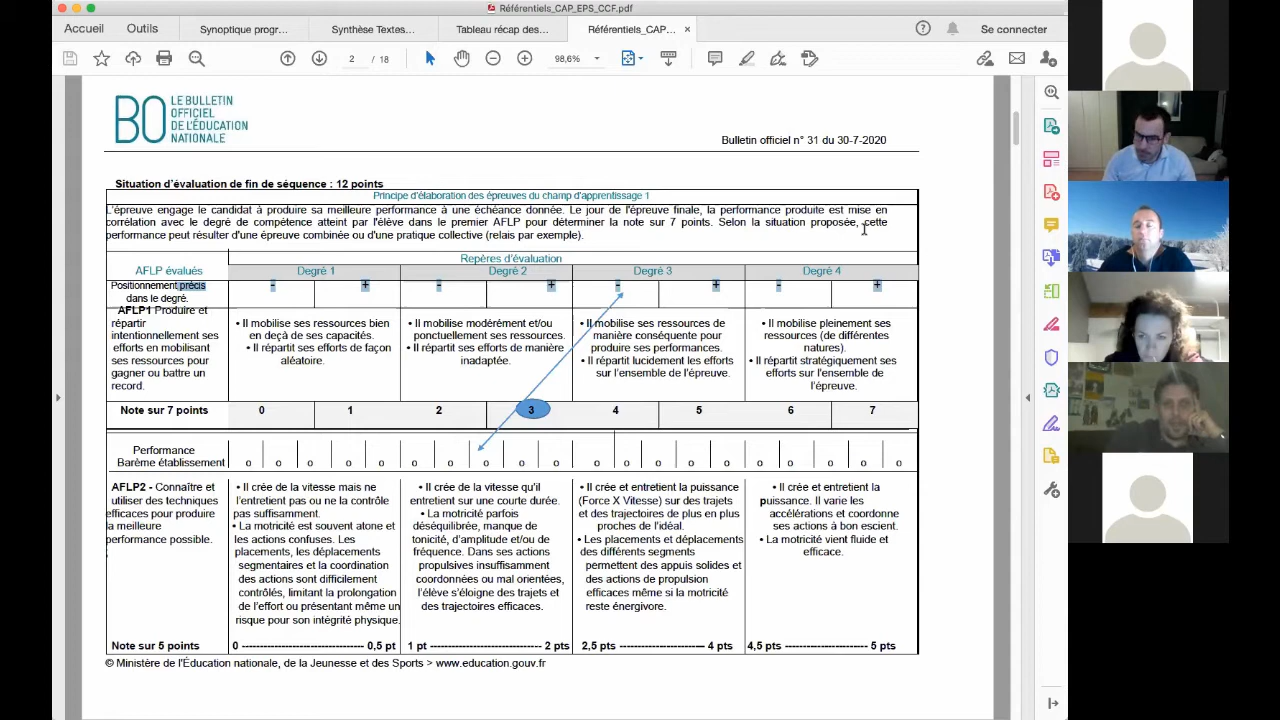 Référentiels_CAP_EPS_CCF.pdf
Accueil Outils Synoptique progr... Synthèse Textes... Tableau récap des... Référentiels_CAP... × Se connecter
2 / 18 98,6%
BO LE BULLETIN
OFFICIEL
DE L'ÉDUCATION
NATIONALE
Bulletin officiel n° 31 du 30-7-2020
Situation d'évaluation de fin de séquence : 12 points
Principe d'élaboration des épreuves du champ d'apprentissage 1
L'épreuve engage le candidat à produire sa meilleure performance à une échéance donnée. Le jour de l'épreuve finale, la performance produite est mise en
corrélation avec le degré de compétence atteint par l'élève dans le premier AFLP pour déterminer la note sur 7 points. Selon la situation proposée, cette
performance peut résulter d'une épreuve combinée ou d'une pratique collective (relais par exemple).
AFLP évalués
Repères d'évaluation
Degré 1 Degré 2 Degré 3 Degré 4
Positionnement précis
dans le degré.
- + - + - + - +
AFLP1 Produire et
répartir
intentionnellement ses
efforts en mobilisant
ses ressources pour
gagner ou battre un
record.
• Il mobilise ses ressources bien
en deçà de ses capacités.
• Il répartit ses efforts de façon
aléatoire.
• Il mobilise modérément et/ou
ponctuellement ses ressources.
• Il répartit ses efforts de manière
inadaptée.
• Il mobilise ses ressources de
manière conséquente pour
produire ses performances.
• Il répartit lucidement les efforts
sur l'ensemble de l'épreuve.
• Il mobilise pleinement ses
ressources (de différentes
natures).
• Il répartit stratégiquement ses
efforts sur l'ensemble de
l'épreuve.
Note sur 7 points 0 1 2 3 4 5 6 7
Performance
Barème établissement
o o o o o o o o o o o o o o o o o o o o
AFLP2 - Connaître et
utiliser des techniques
efficaces pour produire
la meilleure
performance possible.
;
• Il crée de la vitesse mais ne
l'entretient pas ou ne la contrôle
pas suffisamment.
• La motricité est souvent atone et
les actions confuses. Les
placements, les déplacements
segmentaires et la coordination
des actions sont difficilement
contrôlés, limitant la prolongation
de l'effort ou présentant même un
risque pour son intégrité physique.
• Il crée de la vitesse qu'il
entretient sur une courte durée.
• La motricité parfois
déséquilibrée, manque de
tonicité, d'amplitude et/ou de
fréquence. Dans ses actions
propulsives insuffisamment
coordonnées ou mal orientées,
l'élève s'éloigne des trajets et
des trajectoires efficaces.
• Il crée et entretient la puissance
(Force X Vitesse) sur des trajets
et des trajectoires de plus en plus
proches de l'idéal.
• Les placements et déplacements
des différents segments
permettent des appuis solides et
des actions de propulsion
efficaces même si la motricité
reste énergivore.
• Il crée et entretient la
puissance. Il varie les
accélérations et coordonne
ses actions à bon escient.
• La motricité vient fluide et
efficace.
Note sur 5 points 0 -------------------------------- 0,5 pt 1 pt --------------------------- 2 pts 2,5 pts --------------------- 4 pts 4,5 pts --------------------- 5 pts
© Ministère de l'Éducation nationale, de la Jeunesse et des Sports > www.education.gouv.fr